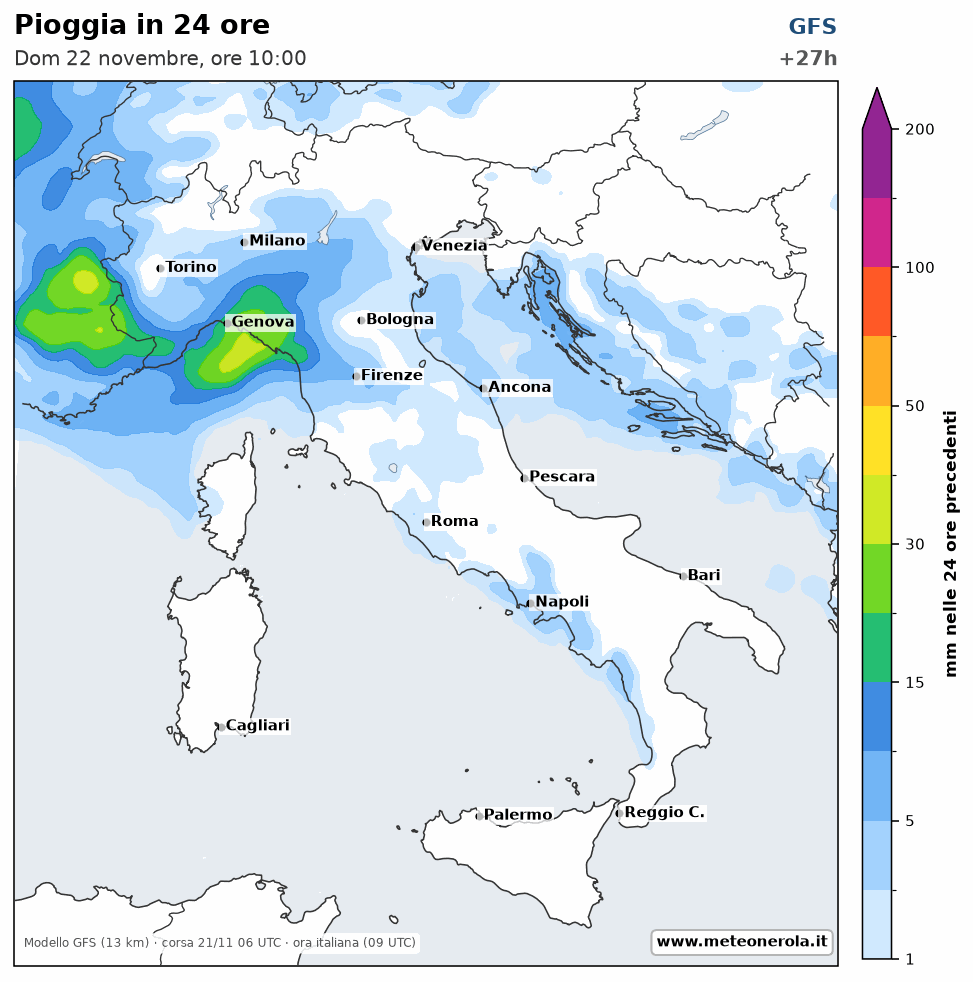 Pioggia in 24 ore
GFS
Dom 22 novembre, ore 10:00
+27h
Milano
Venezia
Torino
Genova
Bologna
Firenze
Ancona
Pescara
Roma
Bari
Napoli
Cagliari
Palermo
Reggio C.
200
100
50
30
15
5
1
mm nelle 24 ore precedenti
Modello GFS (13 km) · corsa 21/11 06 UTC · ora italiana (09 UTC)
www.meteonerola.it